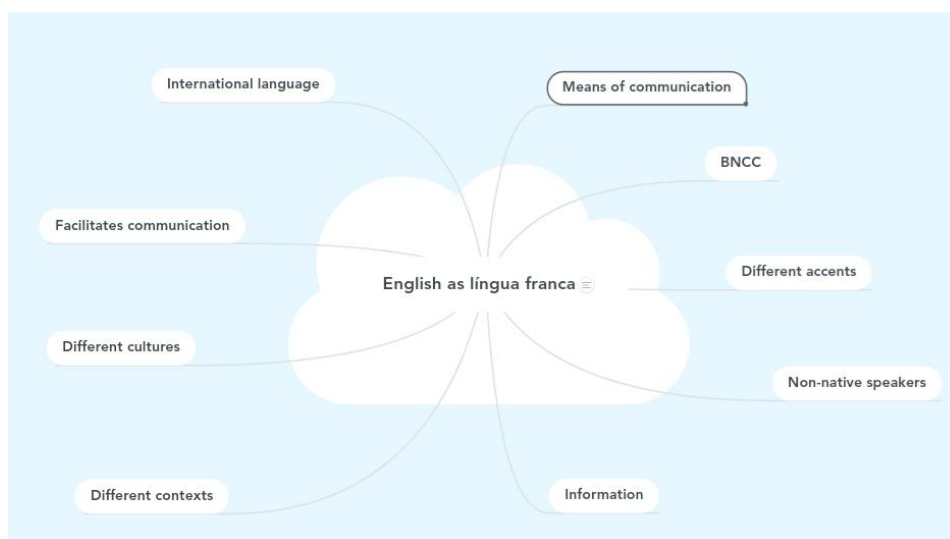 International language
Means of communication
BNCC
Facilitates communication
Different accents
English as língua franca
Different cultures
Non-native speakers
Different contexts
Information